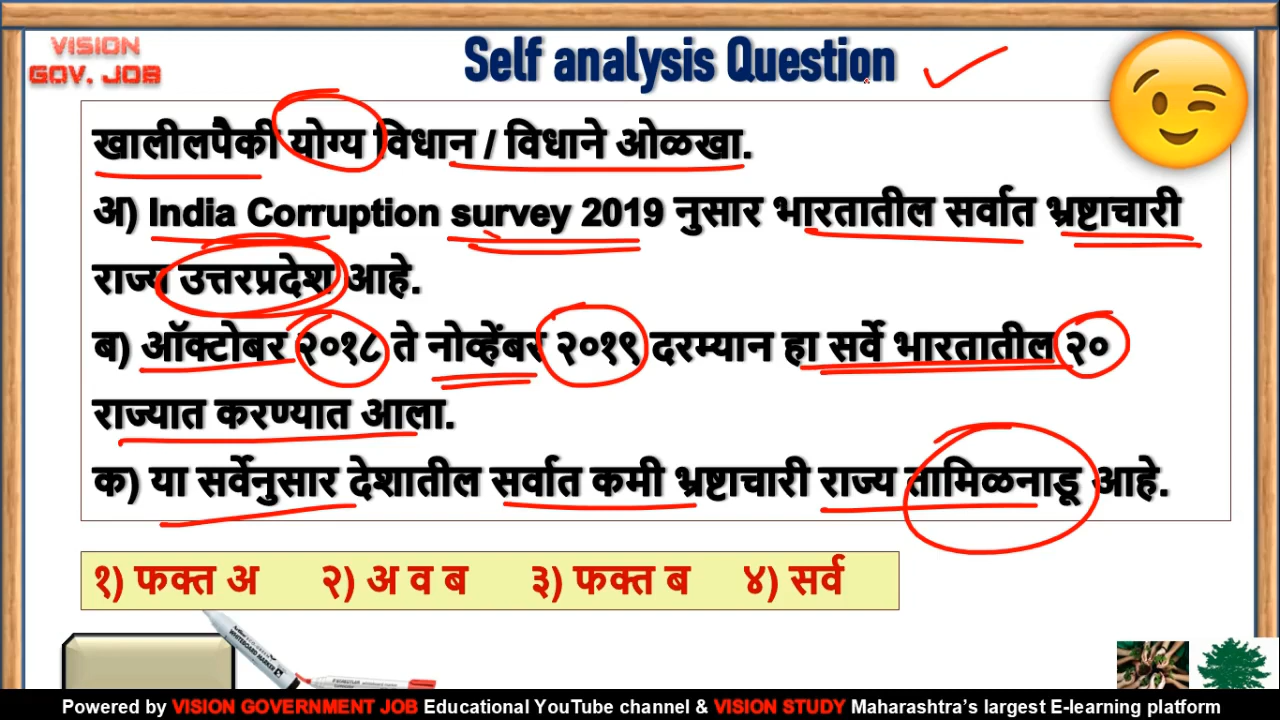 VISION
GOV. JOB
Self analysis Question
खालीलपैकी योग्य विधान / विधाने ओळखा.
अ) India Corruption survey 2019 नुसार भारतातील सर्वात भ्रष्टाचारी
राज्य उत्तरप्रदेश आहे.
ब) ऑक्टोबर २०१८ ते नोव्हेंबर २०१९ दरम्यान हा सर्वे भारतातील २०
राज्यात करण्यात आला.
क) या सर्वेनुसार देशातील सर्वात कमी भ्रष्टाचारी राज्य तामिळनाडू आहे.
१) फक्त अ २) अ व ब ३) फक्त ब ४) सर्व
Powered by VISION GOVERNMENT JOB Educational YouTube channel & VISION STUDY Maharashtra's largest E-learning platform